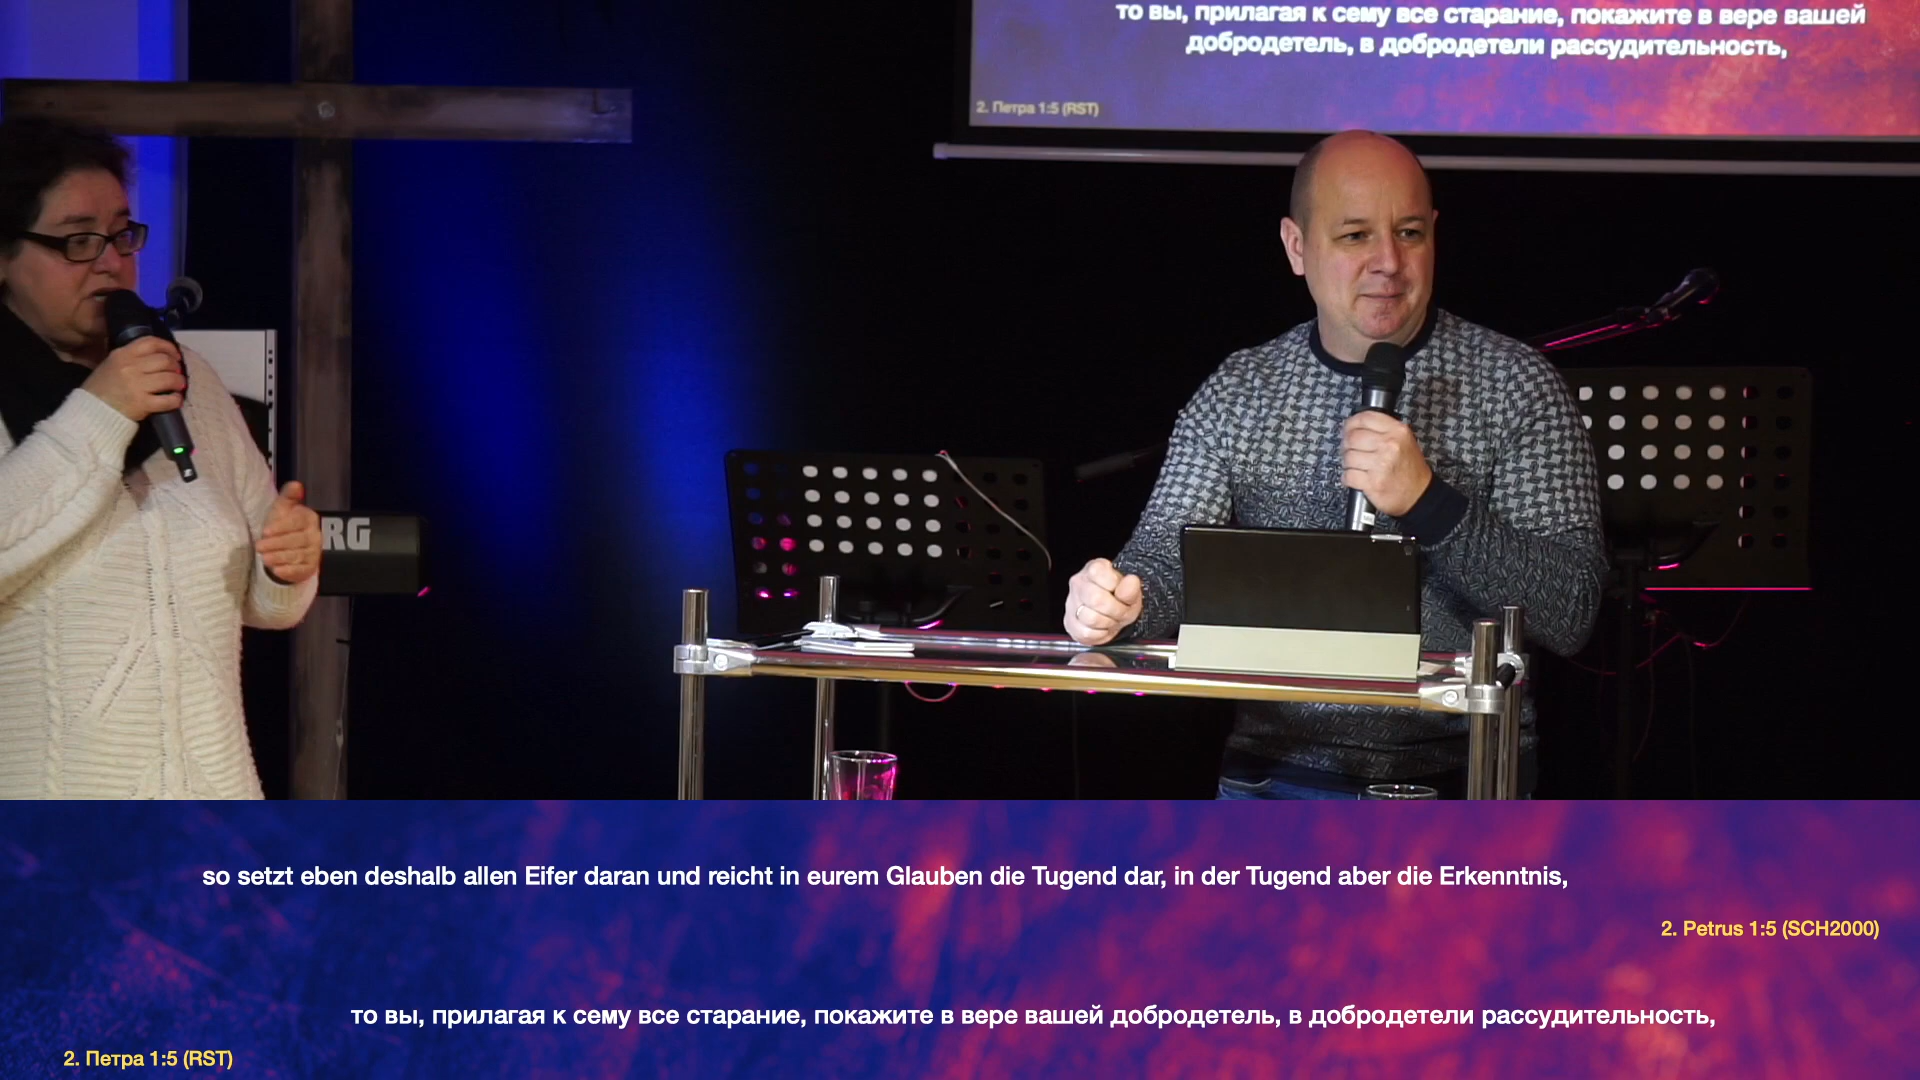 то вы, прилагая к сему все старание, покажите в вере вашей
добродетель, в добродетели рассудительность,
2. Петра 1:5 (RST)
RG
so setzt eben deshalb allen Eifer daran und reicht in eurem Glauben die Tugend dar, in der Tugend aber die Erkenntnis,
2. Petrus 1:5 (SCH2000)
то вы, прилагая к сему все старание, покажите в вере вашей добродетель, в добродетели рассудительность,
2. Петра 1:5 (RST)